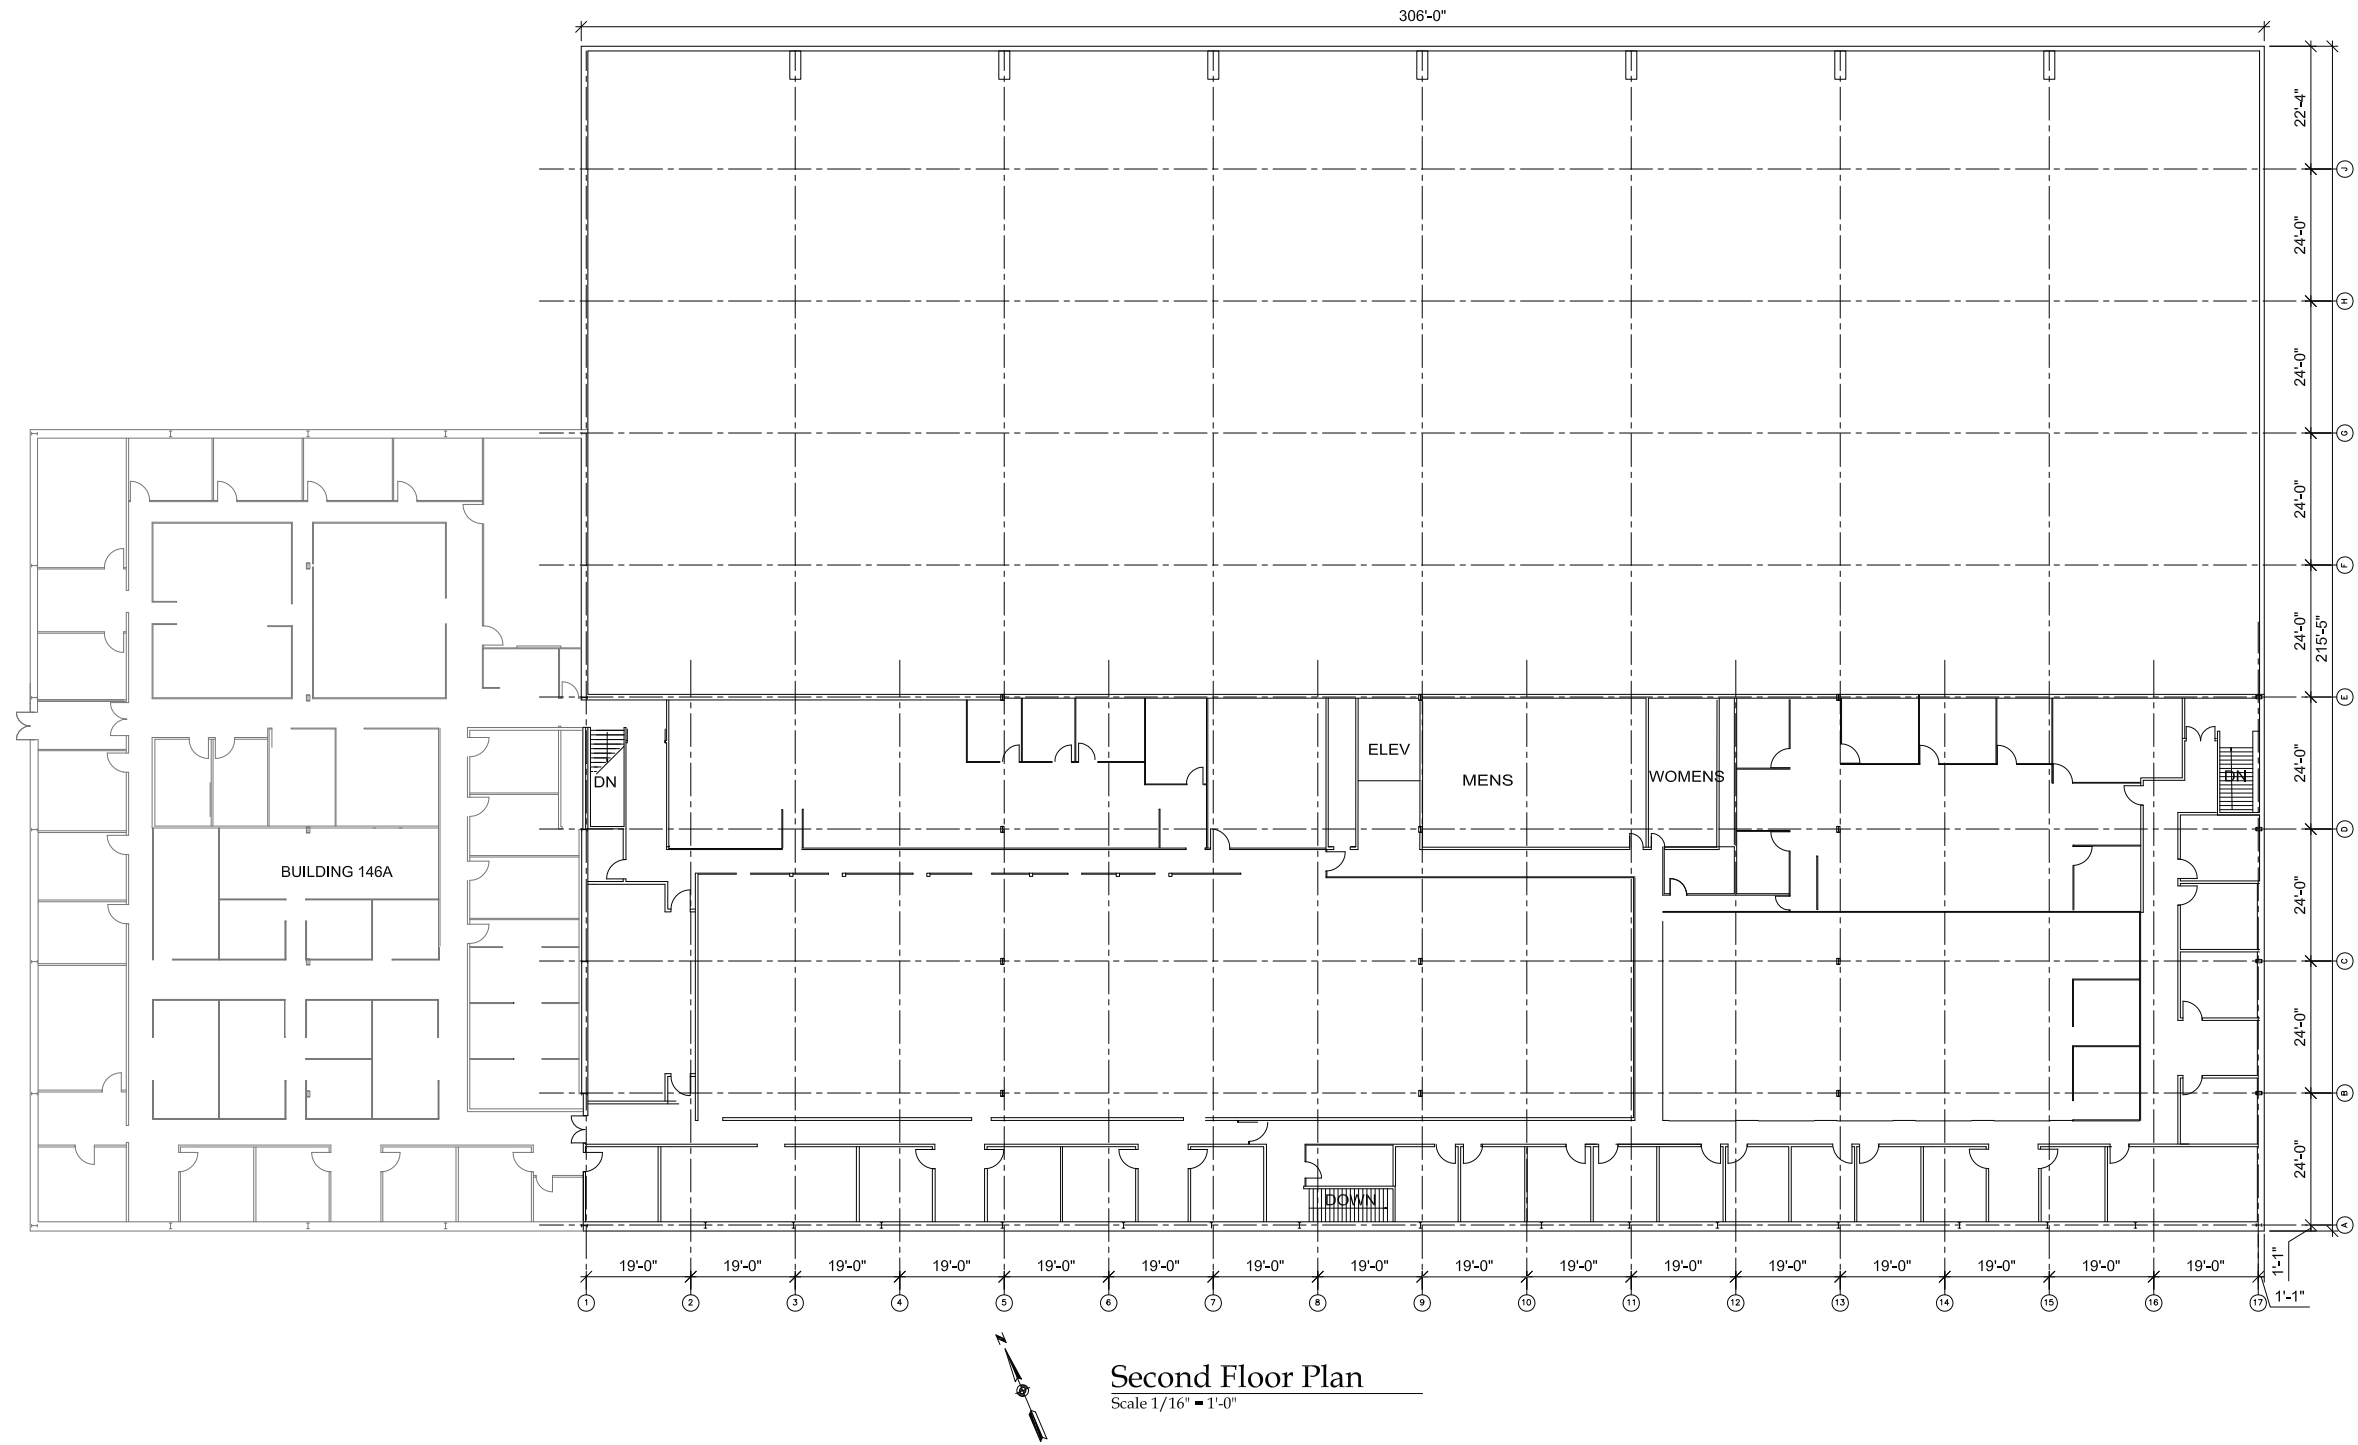 306'-0"
22'-4"
J
24'-0"
H
24'-0"
G
24'-0"
F
24'-0"
215'-5"
E
ELEV
MENS
WOMENS
DN
DN
24'-0"
D
BUILDING 146A
24'-0"
C
24'-0"
B
24'-0"
DOWN
A
1'-1"
19'-0" 19'-0" 19'-0" 19'-0" 19'-0" 19'-0" 19'-0" 19'-0" 19'-0" 19'-0" 19'-0" 19'-0" 19'-0" 19'-0" 19'-0" 19'-0"
1'-1"
1 2 3 4 5 6 7 8 9 10 11 12 13 14 15 16 17
N
Second Floor Plan
Scale 1/16" = 1'-0"